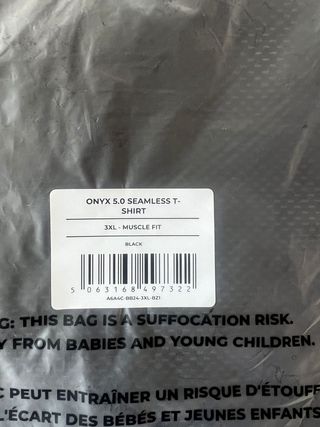 ONYX 5.0 SEAMLESS T-
SHIRT
3XL - MUSCLE FIT
BLACK
5 063168 497322
A6A4C-BB24-3XL-BZ1
G: THIS BAG IS A SUFFOCATION RISK.
Y FROM BABIES AND YOUNG CHILDREN.
C PEUT ENTRAÎNER UN RISQUE D'ÉTOUFF
L'ÉCART DES BÉBÉS ET JEUNES ENFANTS